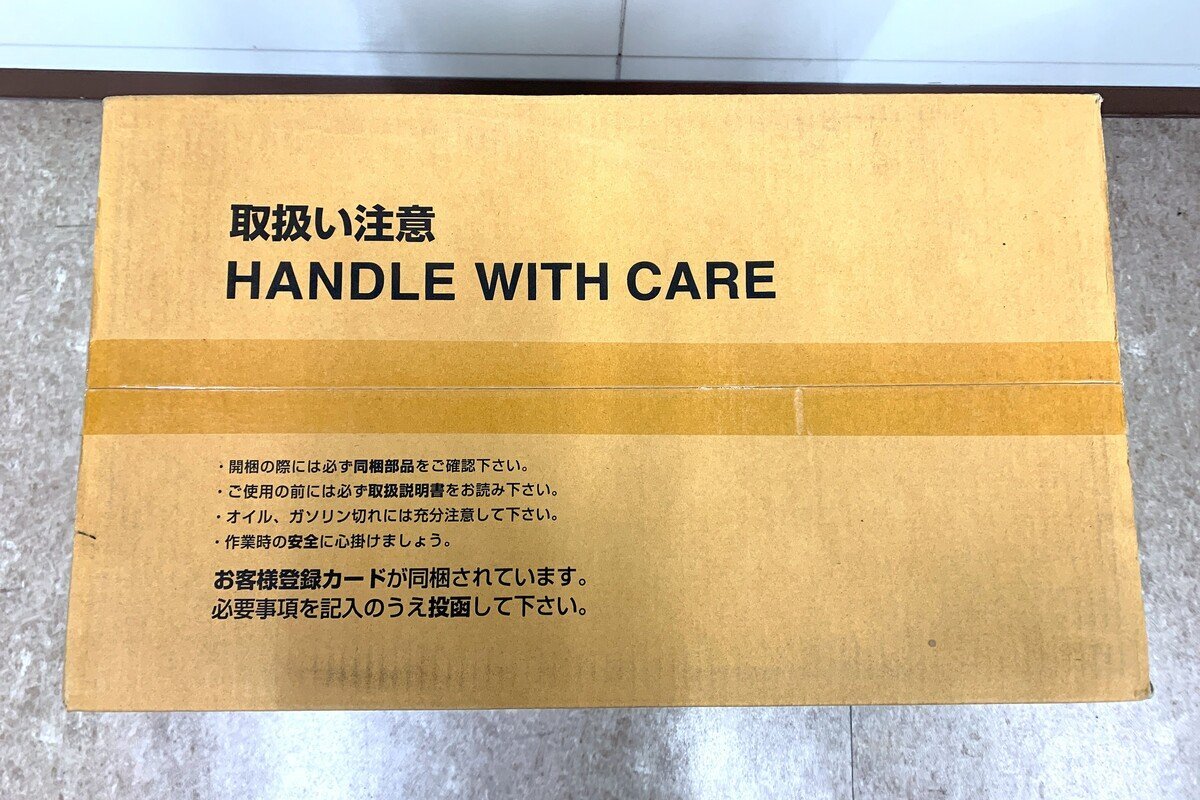 取扱い注意
HANDLE WITH CARE
・開梱の際には必ず同梱部品をご確認下さい。
・ご使用の前には必ず取扱説明書をお読み下さい。
・オイル、ガソリン切れには充分注意して下さい。
・作業時の安全に心掛けましょう。
お客様登録カードが同梱されています。
必要事項を記入のうえ投函して下さい。